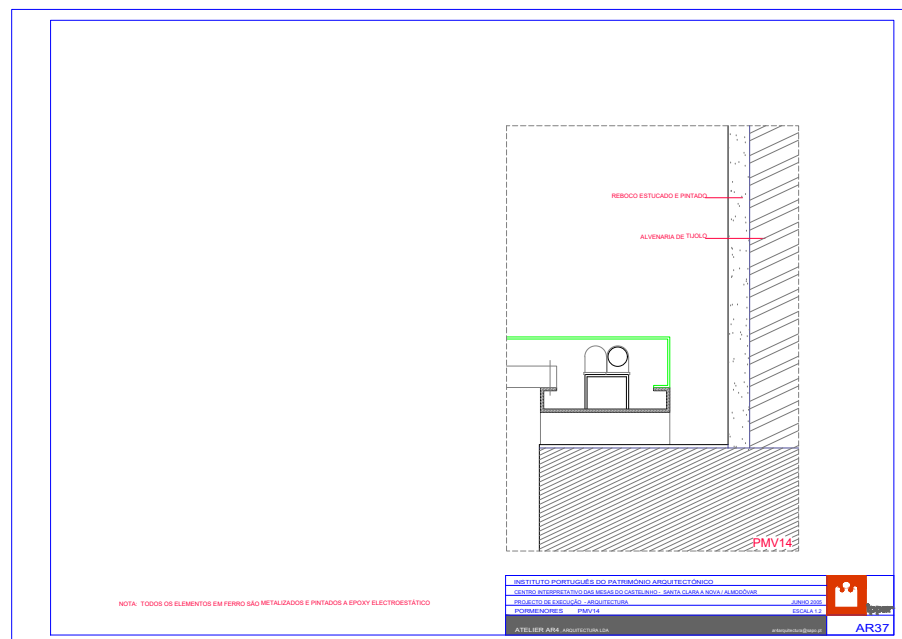 REBOCO ESTUCADO E PINTADO
ALVENARIA DE TIJOLO
PMV14
NOTA: TODOS OS ELEMENTOS EM FERRO SÃO METALIZADOS E PINTADOS A EPOXY ELECTROESTÁTICO
INSTITUTO PORTUGUÊS DO PATRIMÓNIO ARQUITECTÓNICO
CENTRO INTERPRETATIVO DAS MESAS DO CASTELINHO - SANTA CLARA A NOVA / ALMODÔVAR
PROJECTO DE EXECUÇÃO - ARQUITECTURA JUNHO 2005
PORMENORES PMV14 ESCALA 1.2
ATELIER AR4, ARQUITECTURA LDA
ippar
AR37